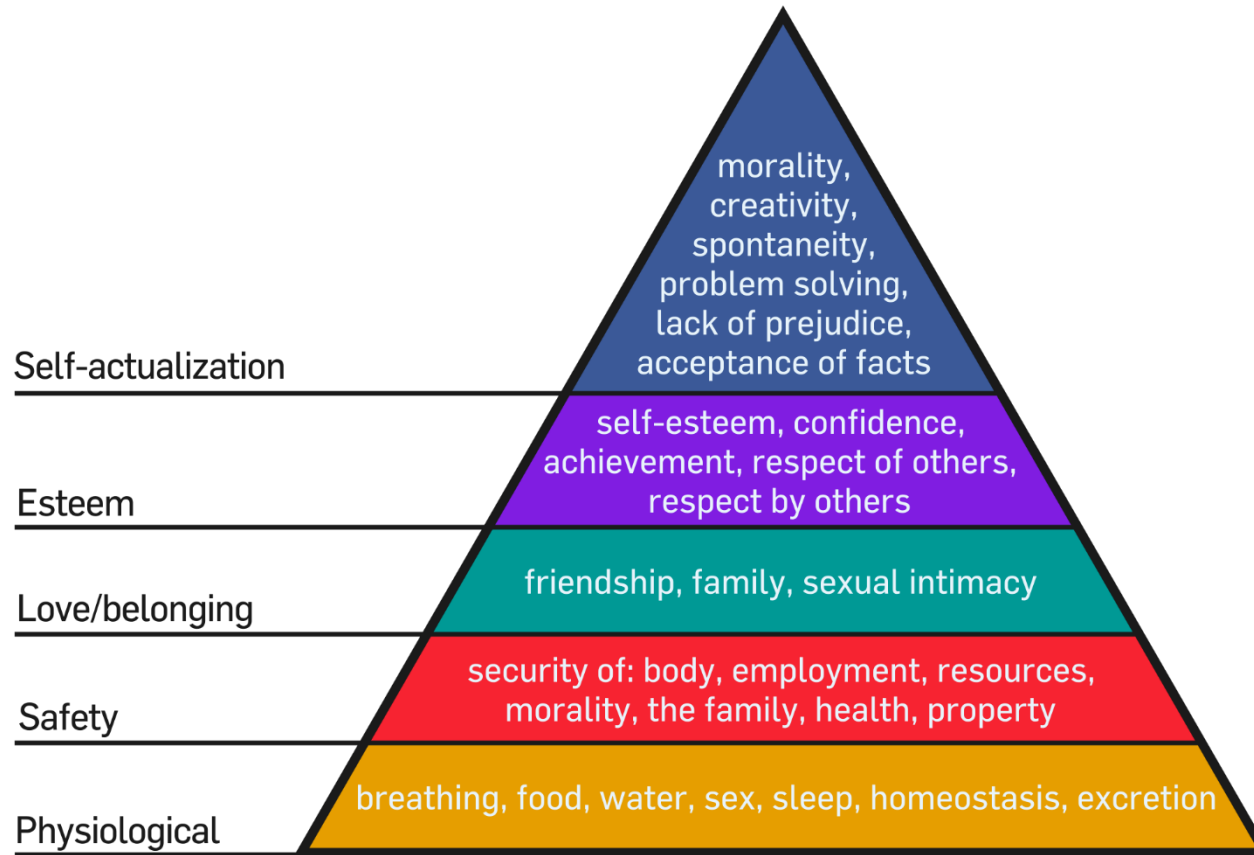 morality,
creativity,
spontaneity,
problem solving,
lack of prejudice,
acceptance of facts
Self-actualization
self-esteem, confidence,
achievement, respect of others,
respect by others
Esteem
friendship, family, sexual intimacy
Love/belonging
security of: body, employment, resources,
morality, the family, health, property
Safety
breathing, food, water, sex, sleep, homeostasis, excretion
Physiological